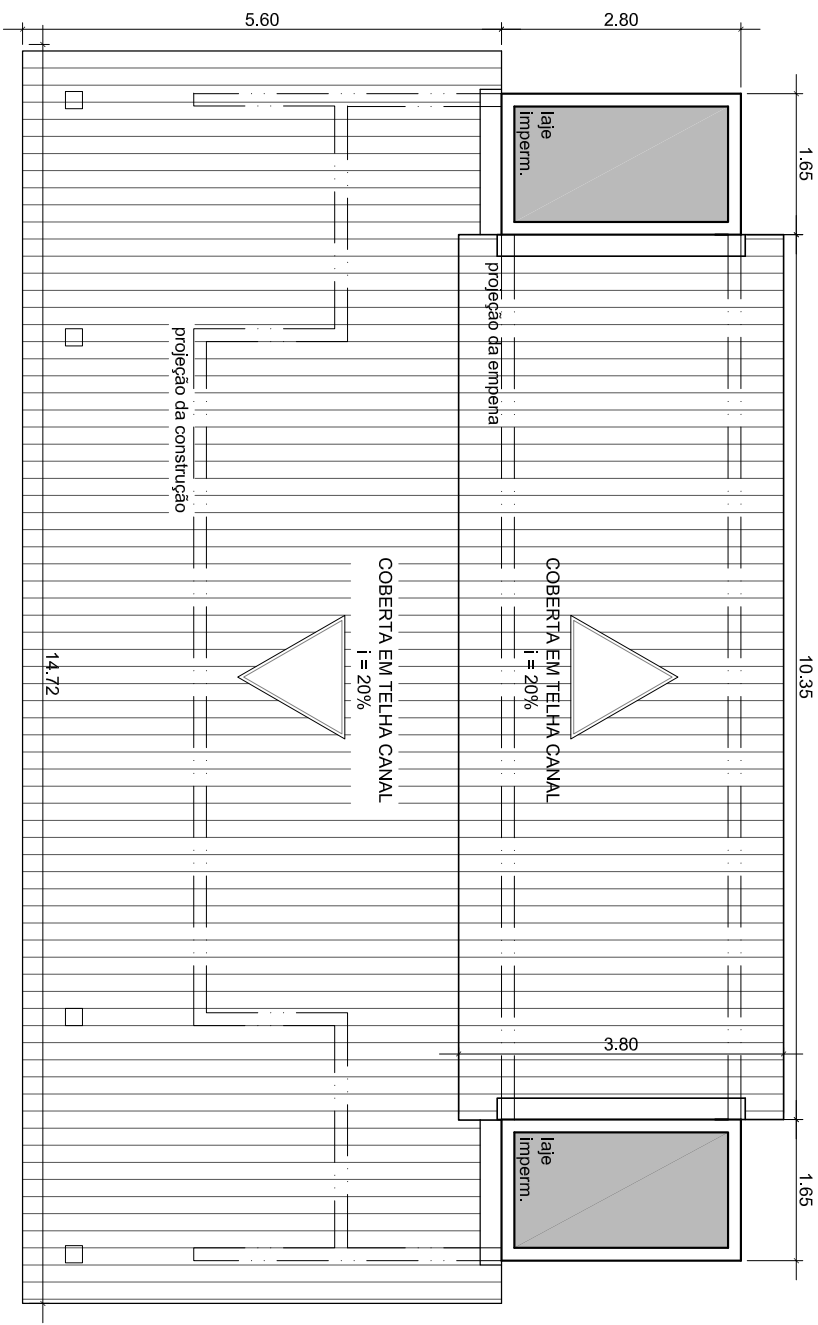 5.60
2.80
1.65
laje
imperm.
projeção da empena
projeção da construção
10.35
COBERTA EM TELHA CANAL
i = 20%
COBERTA EM TELHA CANAL
i = 20%
14.72
3.80
laje
imperm.
1.65